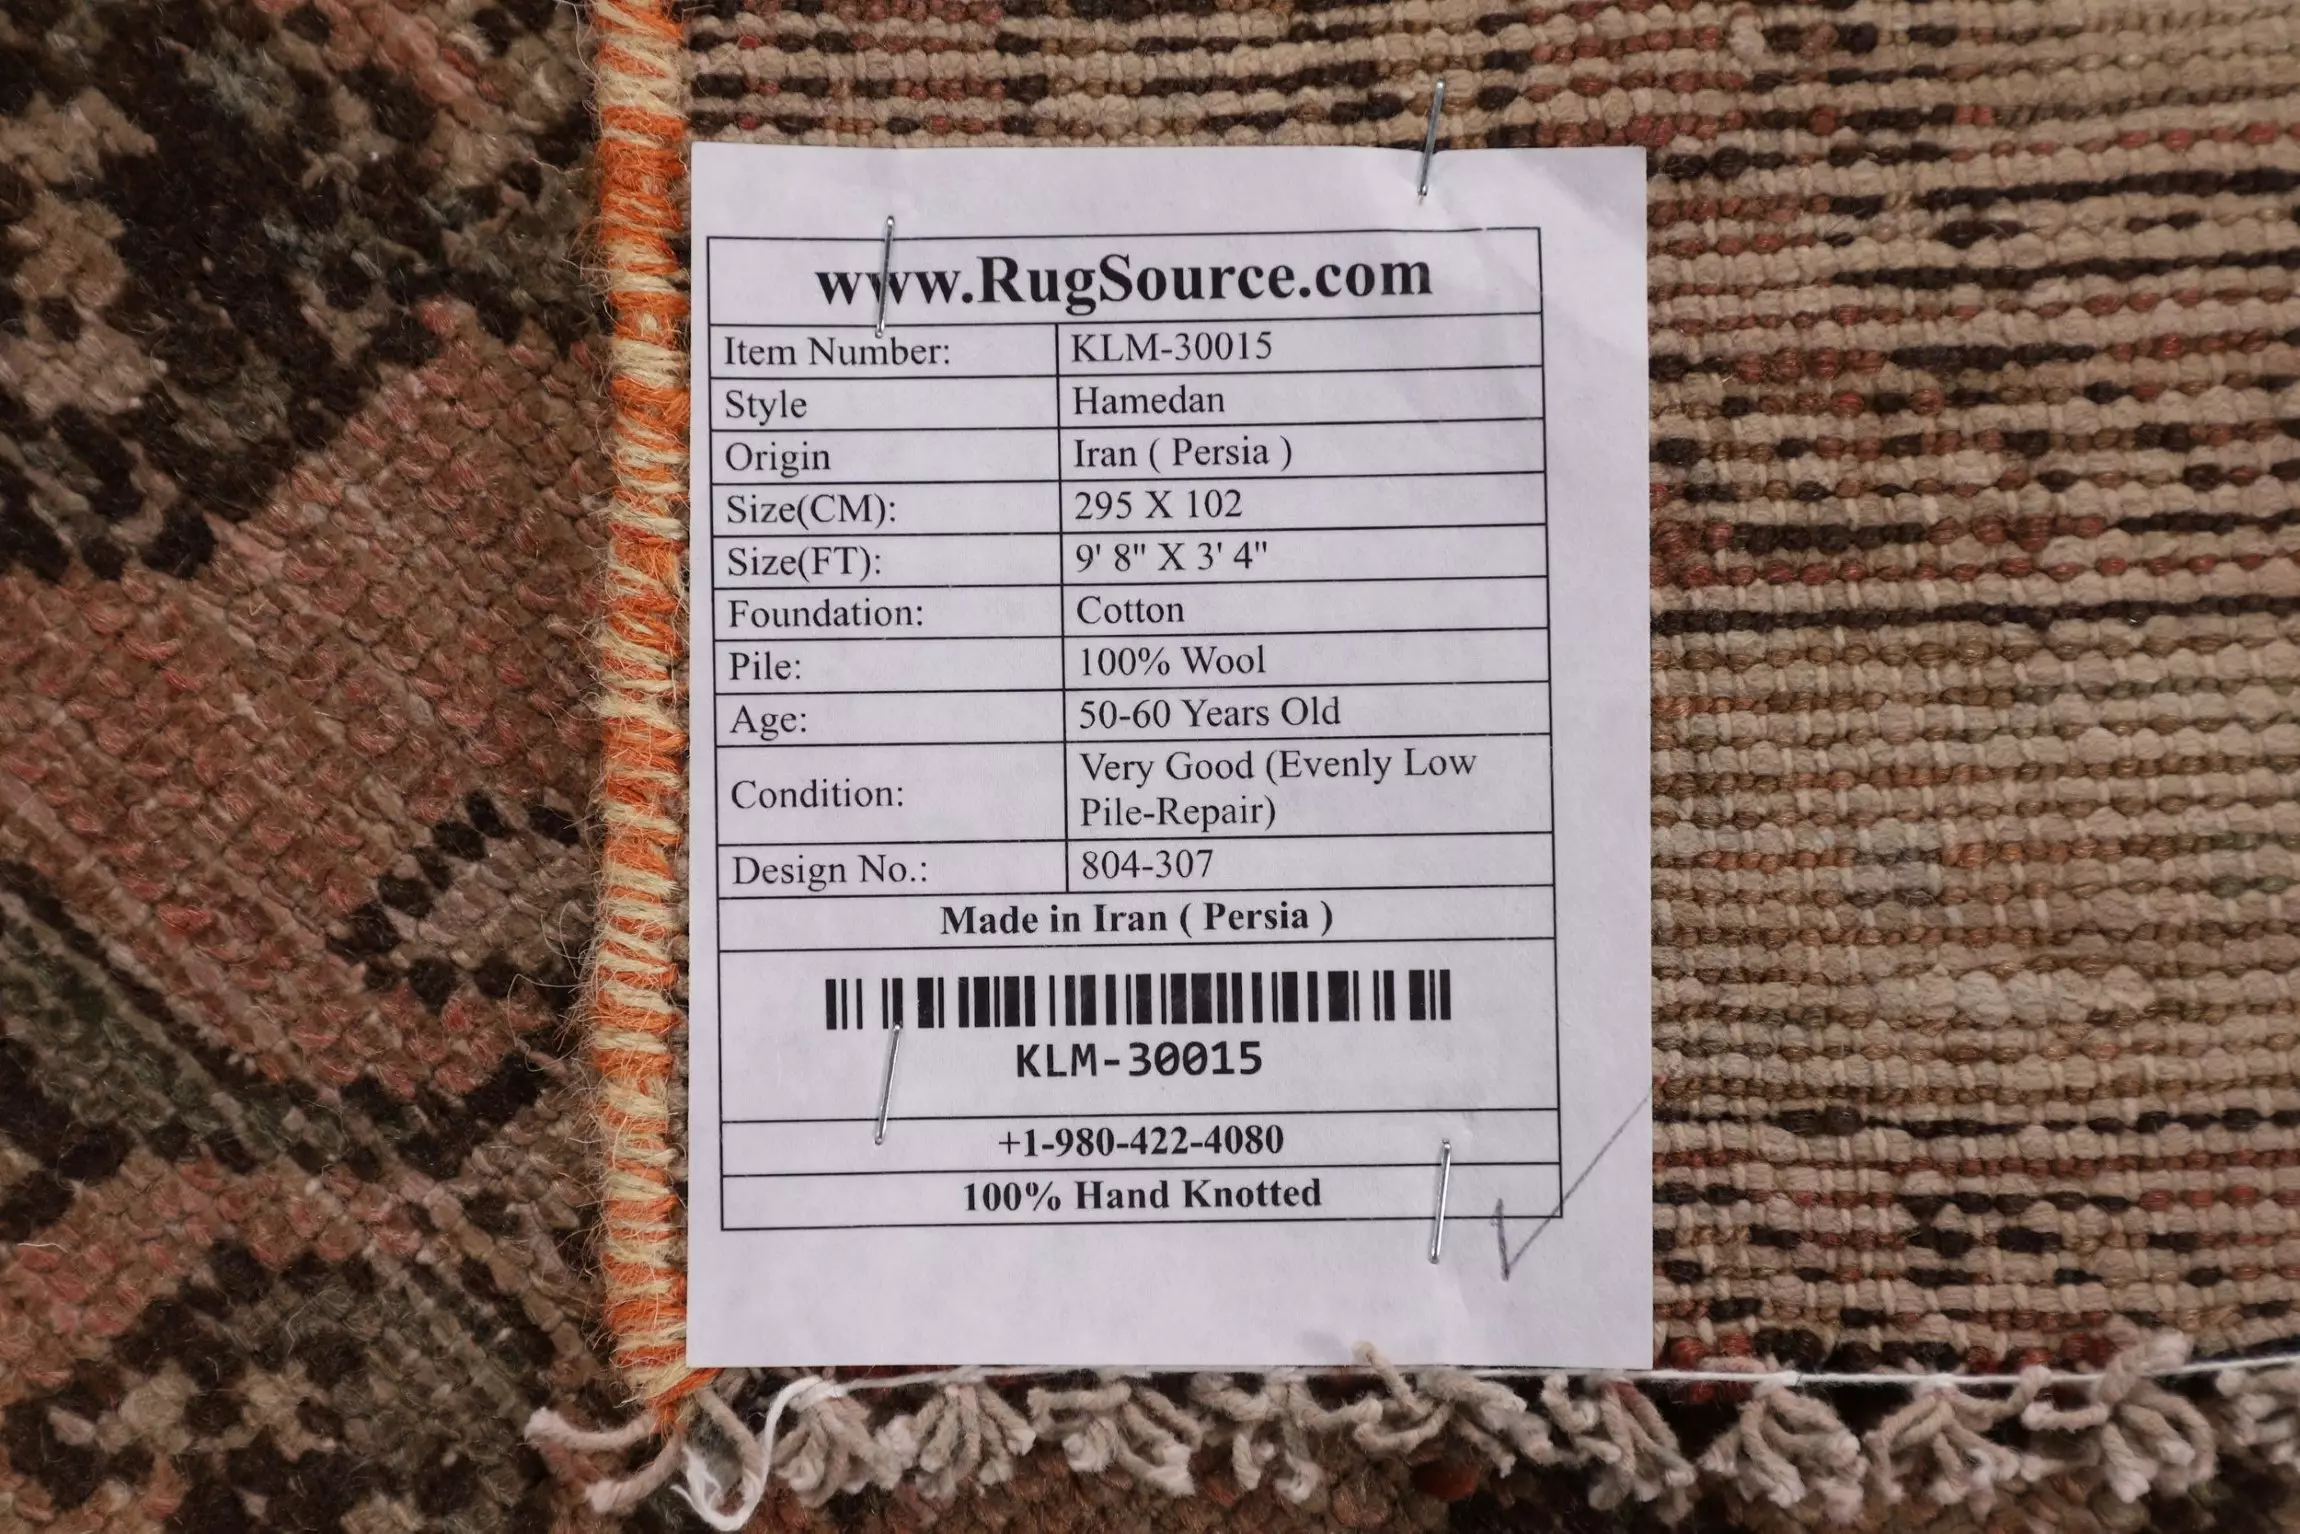 www.RugSource.com
Item Number: KLM-30015
Style Hamedan
Origin Iran ( Persia )
Size(CM): 295 X 102
Size(FT): 9' 8" X 3' 4"
Foundation: Cotton
Pile: 100% Wool
Age: 50-60 Years Old
Condition: Very Good (Evenly Low
Pile-Repair)
Design No.: 804-307
Made in Iran ( Persia )
KLM-30015
+1-980-422-4080
100% Hand Knotted